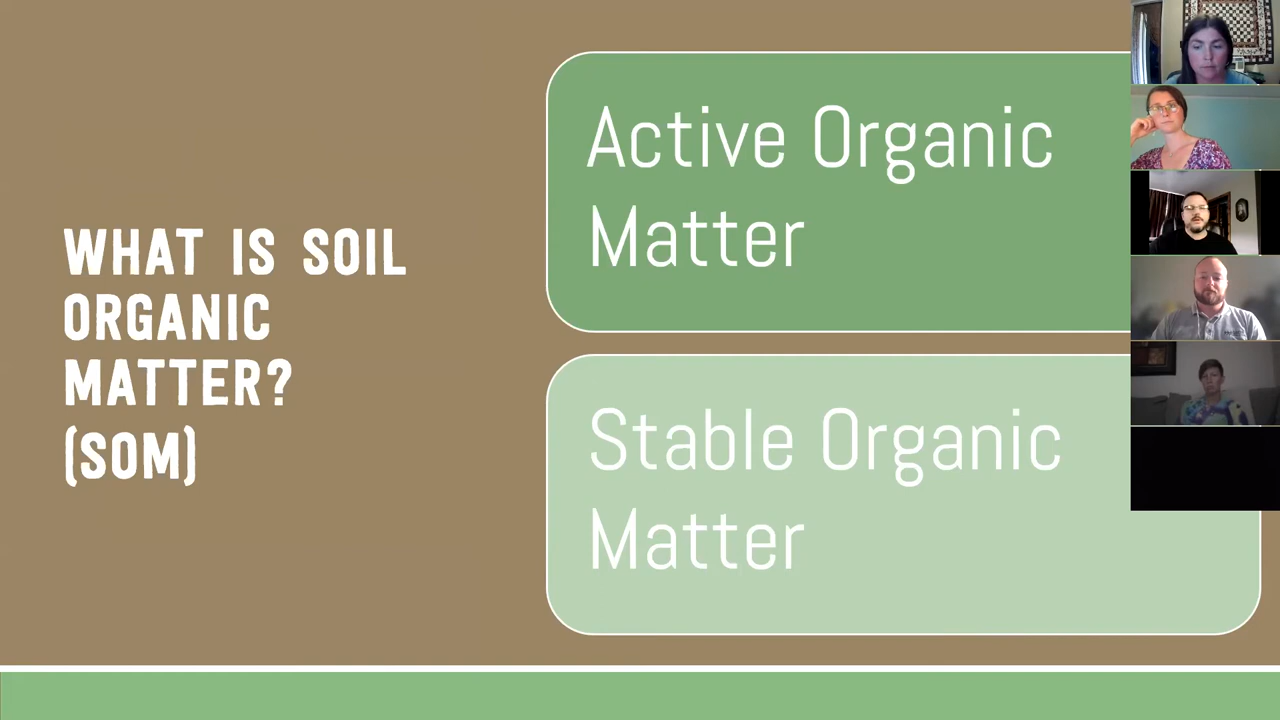 WHAT IS SOIL
ORGANIC
MATTER?
(SOM)
Active Organic
Matter
Stable Organic
Matter